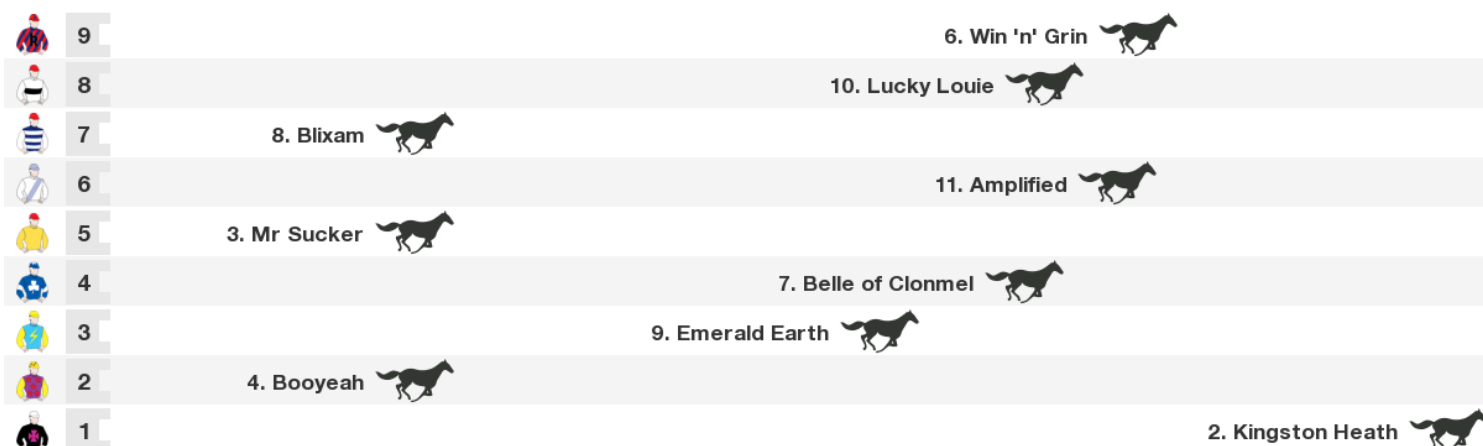 9 6. Win 'n' Grin
8 10. Lucky Louie
7 8. Blixam
6 11. Amplified
5 3. Mr Sucker
4 7. Belle of Clonmel
3 9. Emerald Earth
2 4. Booyeah
1 2. Kingston Heath